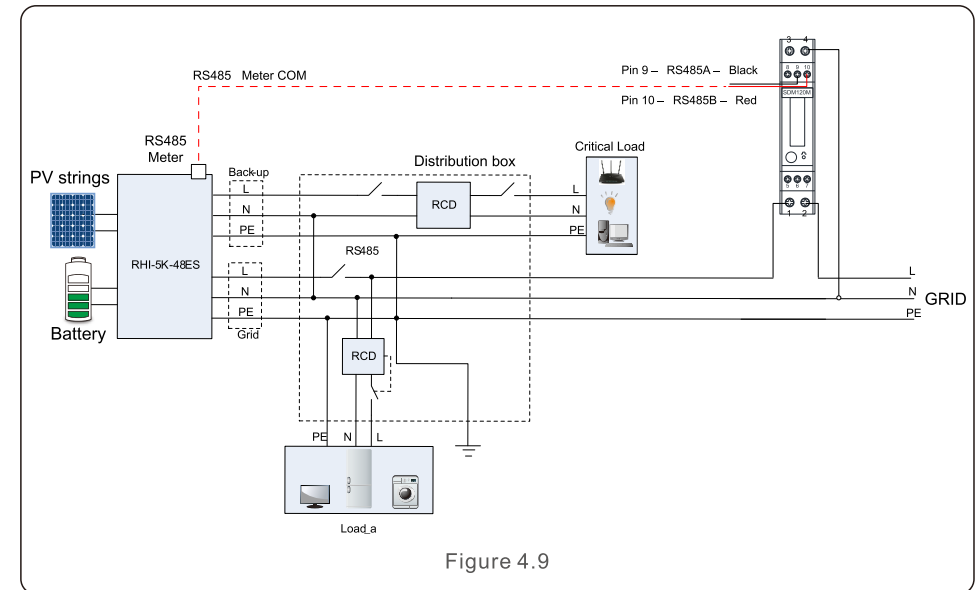 3 4
Pin 9 – RS485A – Black
8 9 10
RS485 Meter COM
SDM120M
Pin 10 – RS485B – Red
RS485
Meter
Critical Load
Distribution box
PV strings
Back-up
L
L
RCD
N
N
5 6 7
PE
PE
1 2
RS485
RHI-5K-48ES
L
L
N
N
GRID
PE
PE
Grid
Battery
RCD
PE N L
Load_a
Figure 4.9